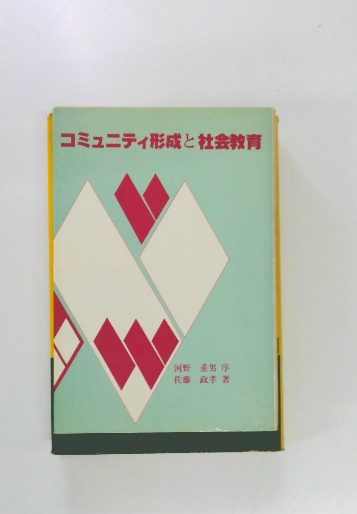 コミュニティ形成と社会教育
河野 重男 序
佐藤 政孝 著